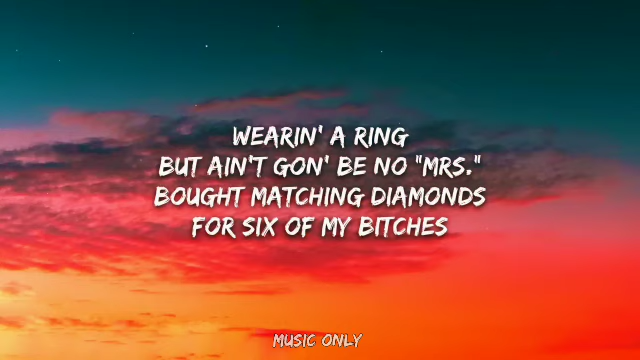 WEARIN' A RING
BUT AIN'T GON' BE NO "MRS."
BOUGHT MATCHING DIAMONDS
FOR SIX OF MY BITCHES
MUSIC ONLY